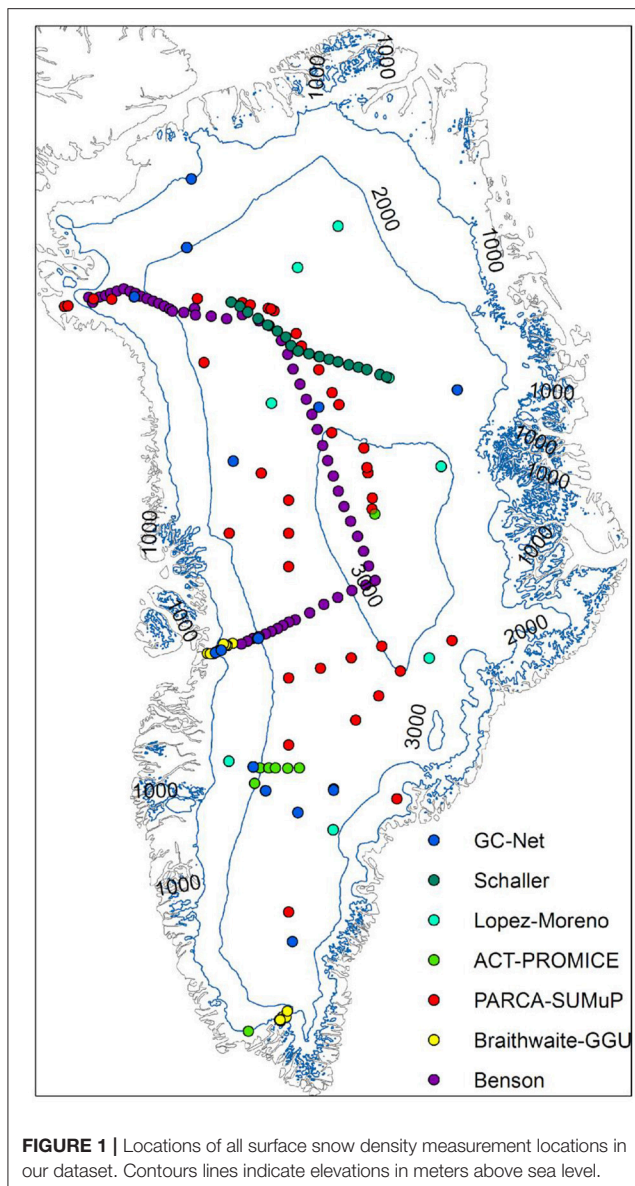 1000
1000
2000
1000
1000
1000
1000
1000
1000
3000
1000
2000
3000
1000
1000
GC-Net
Schaller
Lopez-Moreno
ACT-PROMICE
PARCA-SUMuP
Braithwaite-GGU
Benson
FIGURE 1 | Locations of all surface snow density measurement locations in
our dataset. Contours lines indicate elevations in meters above sea level.